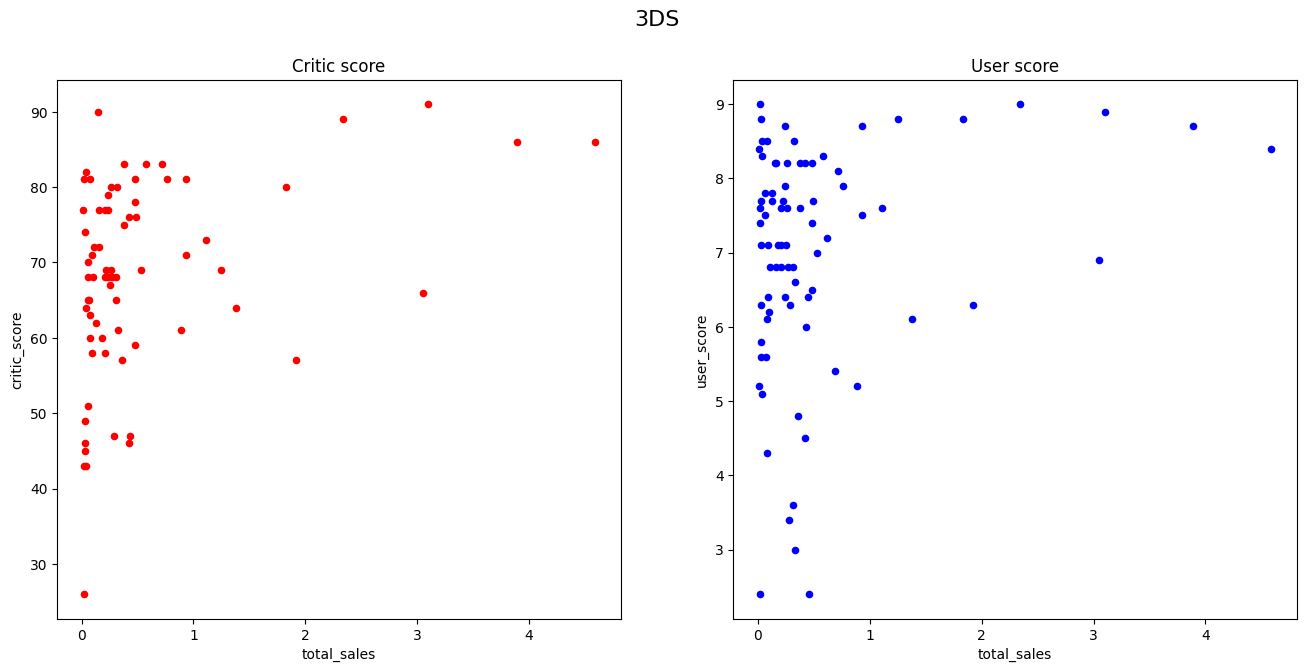 3DS
Critic score
critic_score
90
80
70
60
50
40
30
0 1 2 3 4
total_sales
User score
user_score
9
8
7
6
5
4
3
0 1 2 3 4
total_sales